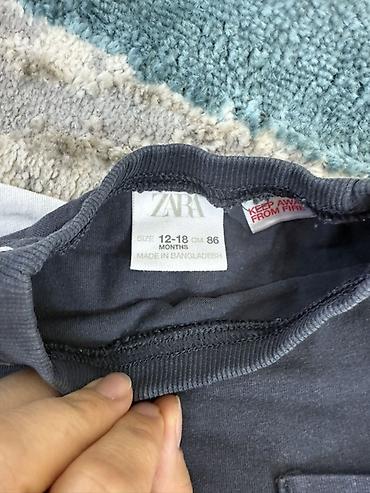 ZARA
SIZE 12-18 CM 86
MONTHS
MADE IN BANGLADESH
KEEP AWAY
FROM FIRE